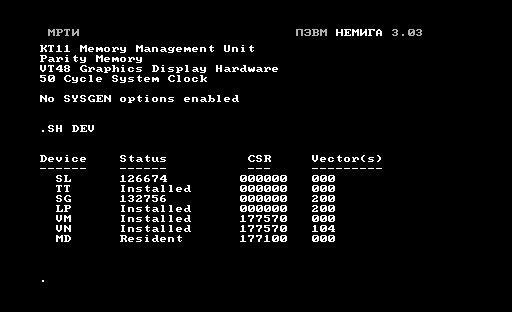 МРТИ ПЭВМ НЕМИГА 3.03
KT11 Memory Management Unit
Parity Memory
VT48 Graphics Display Hardware
50 Cycle System Clock
No SYSGEN options enabled
.SH DEV
Device Status CSR Vector(s)
------ ------ --- ---------
SL 126674 000000 000
TT Installed 000000 000
SG 132756 000000 200
LP Installed 000000 200
VM Installed 177570 000
VN Installed 177570 104
MD Resident 177100 000
.